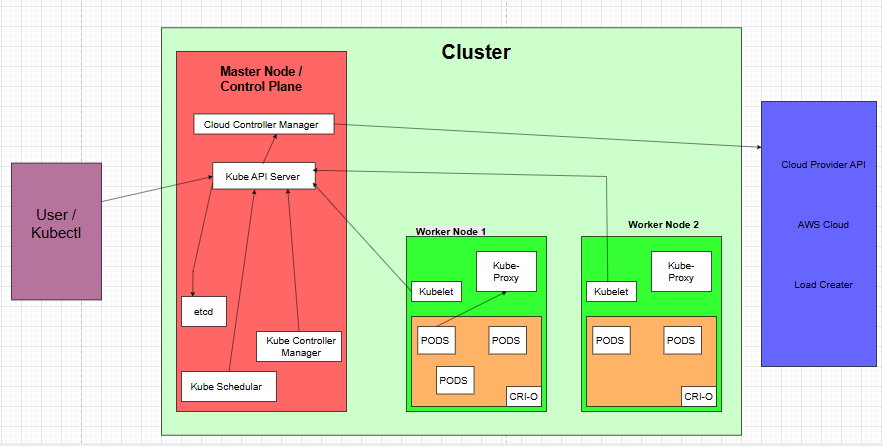 Cluster
Master Node /
Control Plane
Cloud Controller Manager
Kube API Server
User /
Kubectl
etcd
Kube Controller
Manager
Kube Schedular
Worker Node 1
Kube-
Proxy
Kubelet
PODS
PODS
PODS
CRI-O
Worker Node 2
Kube-
Proxy
Kubelet
PODS
PODS
CRI-O
Cloud Provider API
AWS Cloud
Load Creater